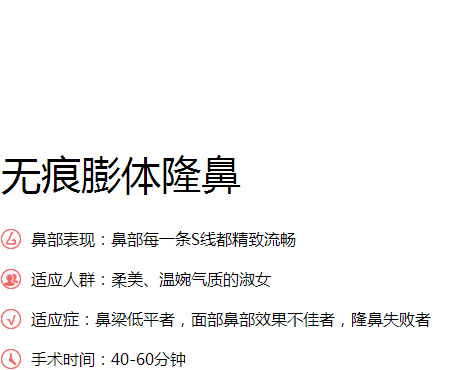 无痕膨体隆鼻
鼻部表现：鼻部每一条S线都精致流畅
适应人群：柔美、温婉气质的淑女
适应症：鼻梁低平者，面部鼻部效果不佳者，隆鼻失败者
手术时间：40-60分钟